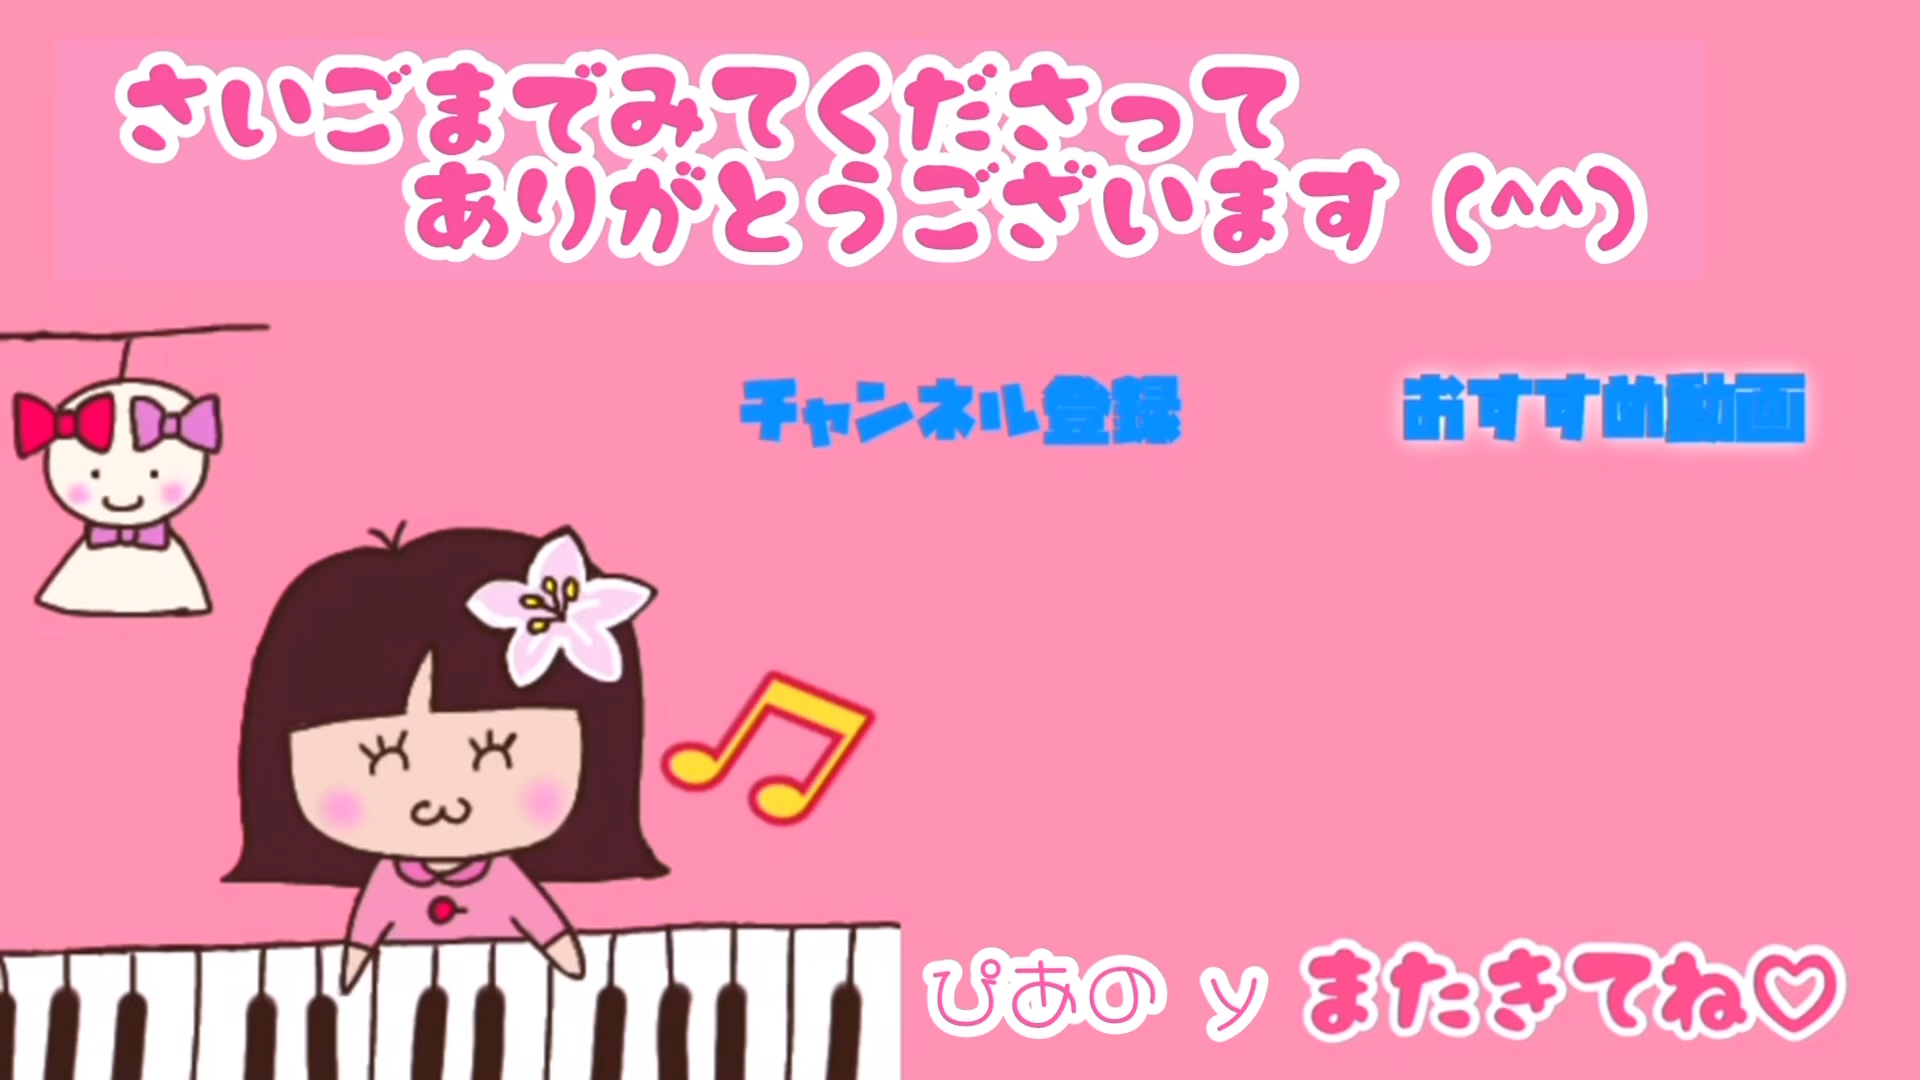 さいごまでみてくださって
ありがとうございます (^^)
チャンネル登録
おすすめ動画
ぴあの y またきてね♡